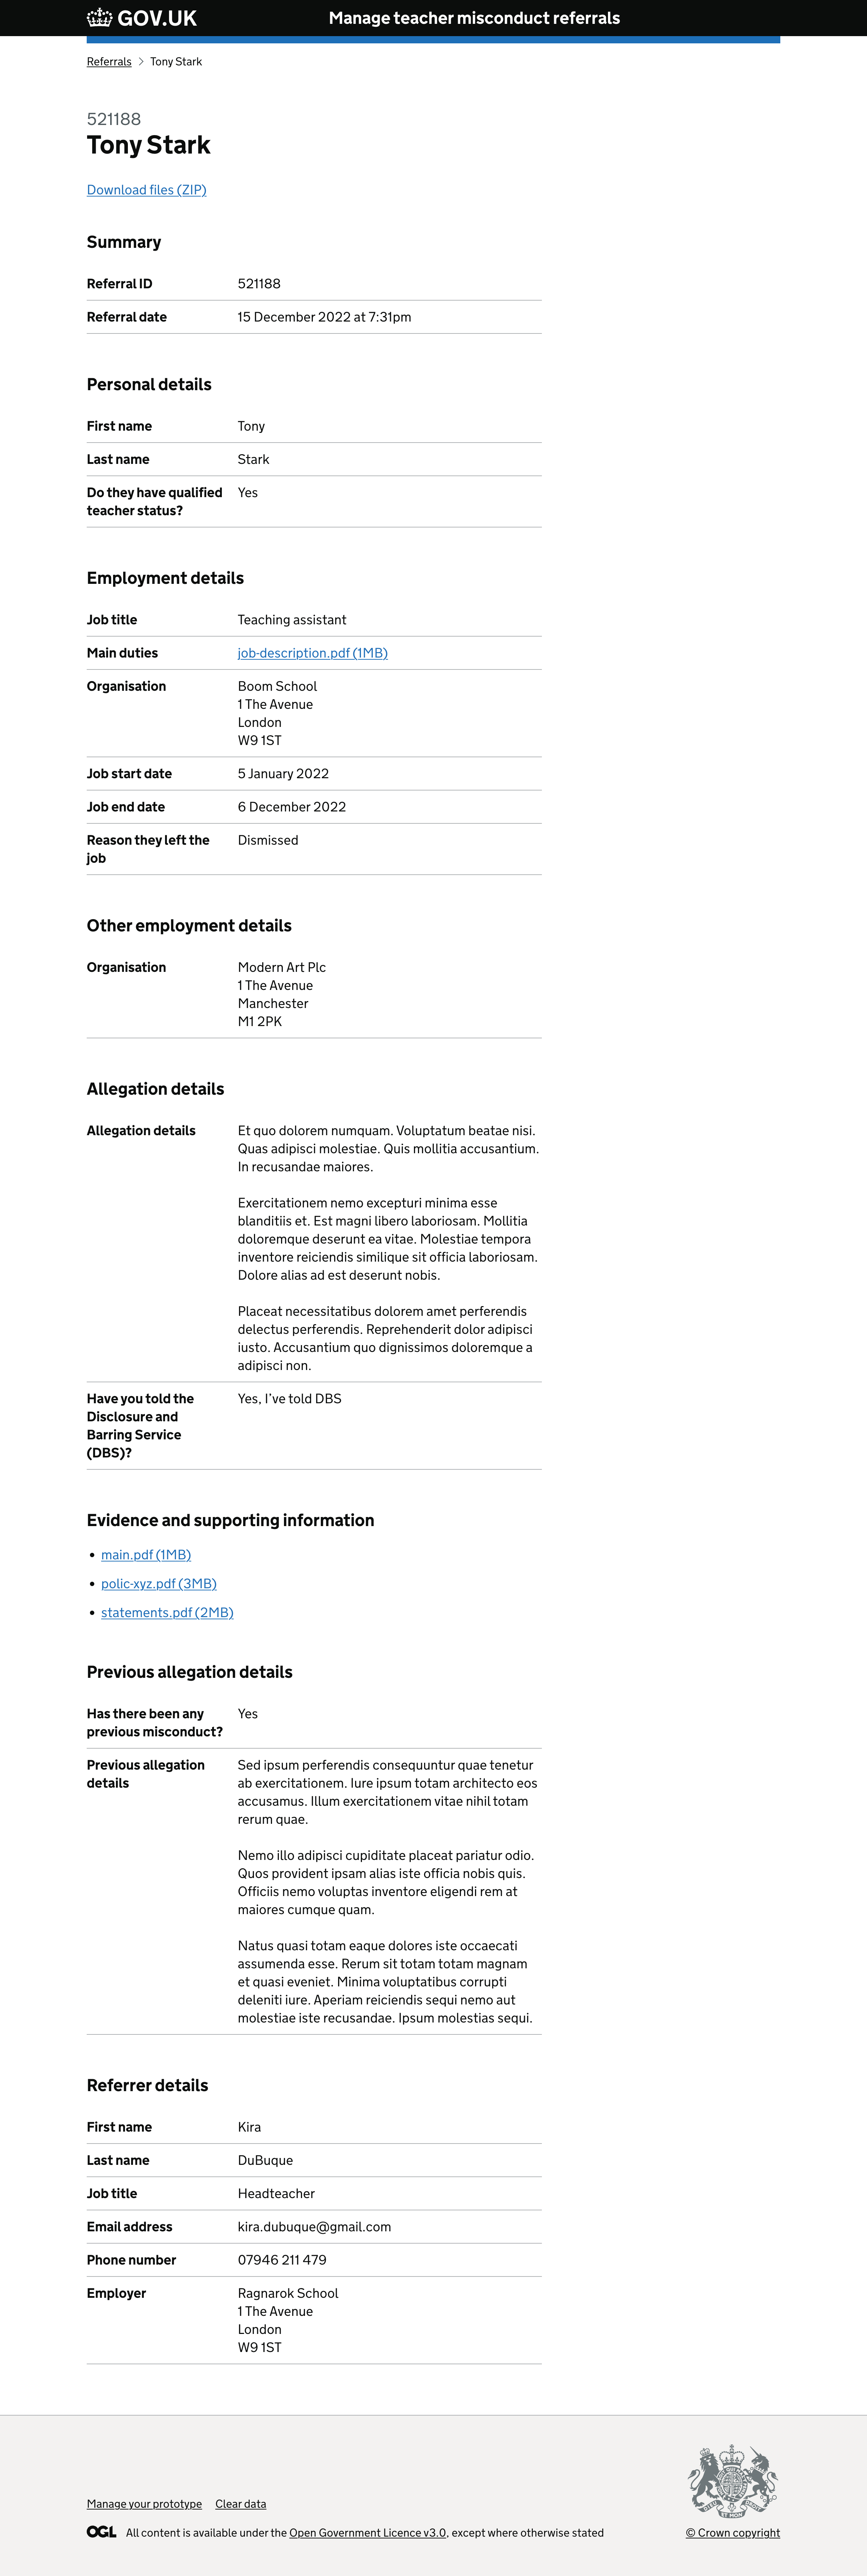 GOV.UK Manage teacher misconduct referrals
Referrals > Tony Stark
521188
Tony Stark
Download files (ZIP)
Summary
Referral ID 521188
Referral date 15 December 2022 at 7:31pm
Personal details
First name Tony
Last name Stark
Do they have qualified Yes
teacher status?
Employment details
Job title Teaching assistant
Main duties job-description.pdf (1MB)
Organisation Boom School
1 The Avenue
London
W9 1ST
Job start date 5 January 2022
Job end date 6 December 2022
Reason they left the Dismissed
job
Other employment details
Organisation Modern Art Plc
1 The Avenue
Manchester
M1 2PK
Allegation details
Allegation details Et quo dolorem numquam. Voluptatum beatae nisi.
Quas adipisci molestiae. Quis mollitia accusantium.
In recusandae maiores.
Exercitationem nemo excepturi minima esse
blanditiis et. Est magni libero laboriosam. Mollitia
doloremque deserunt ea vitae. Molestiae tempora
inventore reiciendis similique sit officia laboriosam.
Dolore alias ad est deserunt nobis.
Placeat necessitatibus dolorem amet perferendis
delectus perferendis. Reprehenderit dolor adipisci
iusto. Accusantium quo dignissimos doloremque a
adipisci non.
Have you told the Yes, I've told DBS
Disclosure and
Barring Service
(DBS)?
Evidence and supporting information
• main.pdf (1MB)
• polic-xyz.pdf (3MB)
• statements.pdf (2MB)
Previous allegation details
Has there been any Yes
previous misconduct?
Previous allegation Sed ipsum perferendis consequuntur quae tenetur
details ab exercitationem. Iure ipsum totam architecto eos
accusamus. Illum exercitationem vitae nihil totam
rerum quae.
Nemo illo adipisci cupiditate placeat pariatur odio.
Quos provident ipsam alias iste officia nobis quis.
Officiis nemo voluptas inventore eligendi rem at
maiores cumque quam.
Natus quasi totam eaque dolores iste occaecati
assumenda esse. Rerum sit totam totam magnam
et quasi eveniet. Minima voluptatibus corrupti
deleniti iure. Aperiam reiciendis sequi nemo aut
molestiae iste recusandae. Ipsum molestias sequi.
Referrer details
First name Kira
Last name DuBuque
Job title Headteacher
Email address kira.dubuque@gmail.com
Phone number 07946 211 479
Employer Ragnarok School
1 The Avenue
London
W9 1ST
Manage your prototype Clear data
OGL All content is available under the Open Government Licence v3.0, except where otherwise stated
© Crown copyright